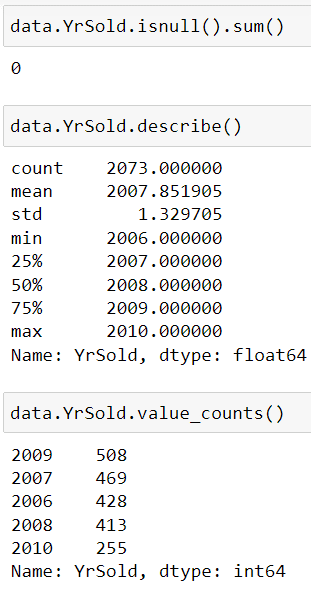 data.YrSold.isnull().sum()
0
data.YrSold.describe()
count    2073.000000
mean     2007.851905
std         1.329705
min      2006.000000
25%      2007.000000
50%      2008.000000
75%      2009.000000
max      2010.000000
Name: YrSold, dtype: float64
data.YrSold.value_counts()
2009    508
2007    469
2006    428
2008    413
2010    255
Name: YrSold, dtype: int64